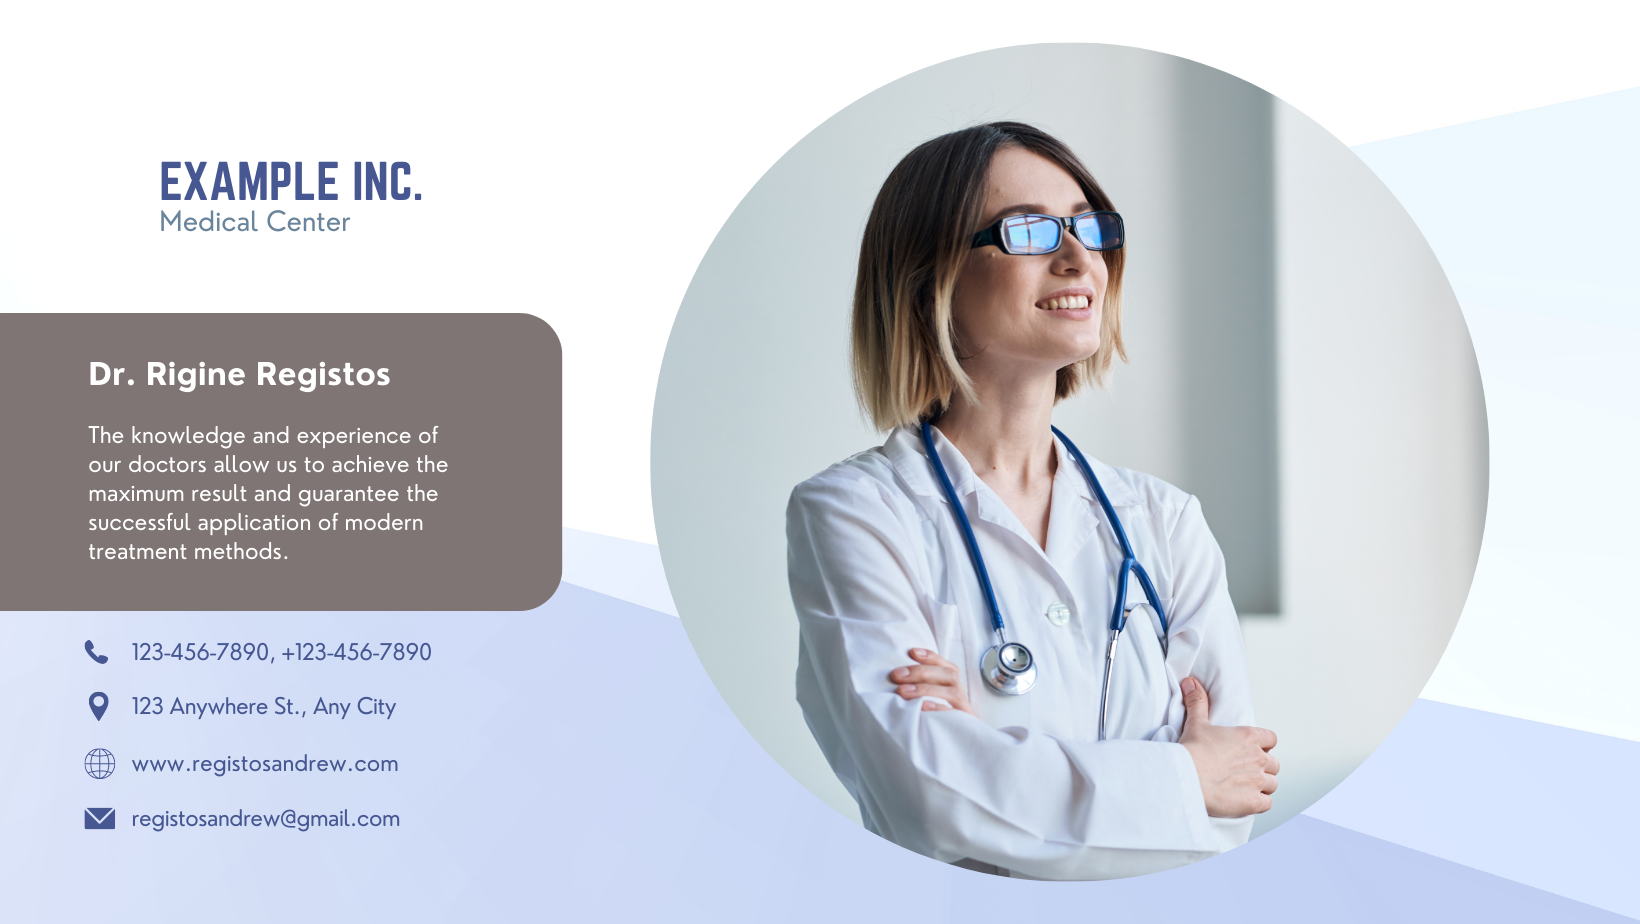 EXAMPLE INC.
Medical Center
Dr. Rigine Registos
The knowledge and experience of
our doctors allow us to achieve the
maximum result and guarantee the
successful application of modern
treatment methods.
123-456-7890, +123-456-7890
123 Anywhere St., Any City
www.registosandrew.com
registosandrew@gmail.com